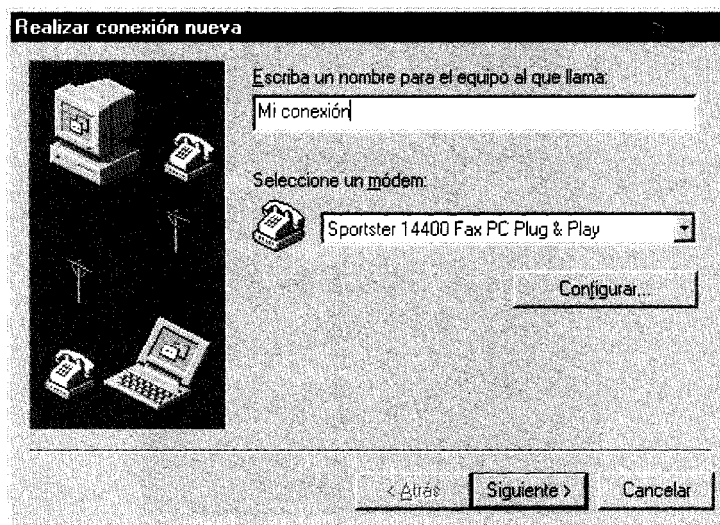 Realizar conexión nueva
Escriba un nombre para el equipo al que llama:
Mi conexión
Seleccione un módem:
Sportster 14400 Fax PC Plug & Play
Configurar...
< Atrás
Siguiente >
Cancelar